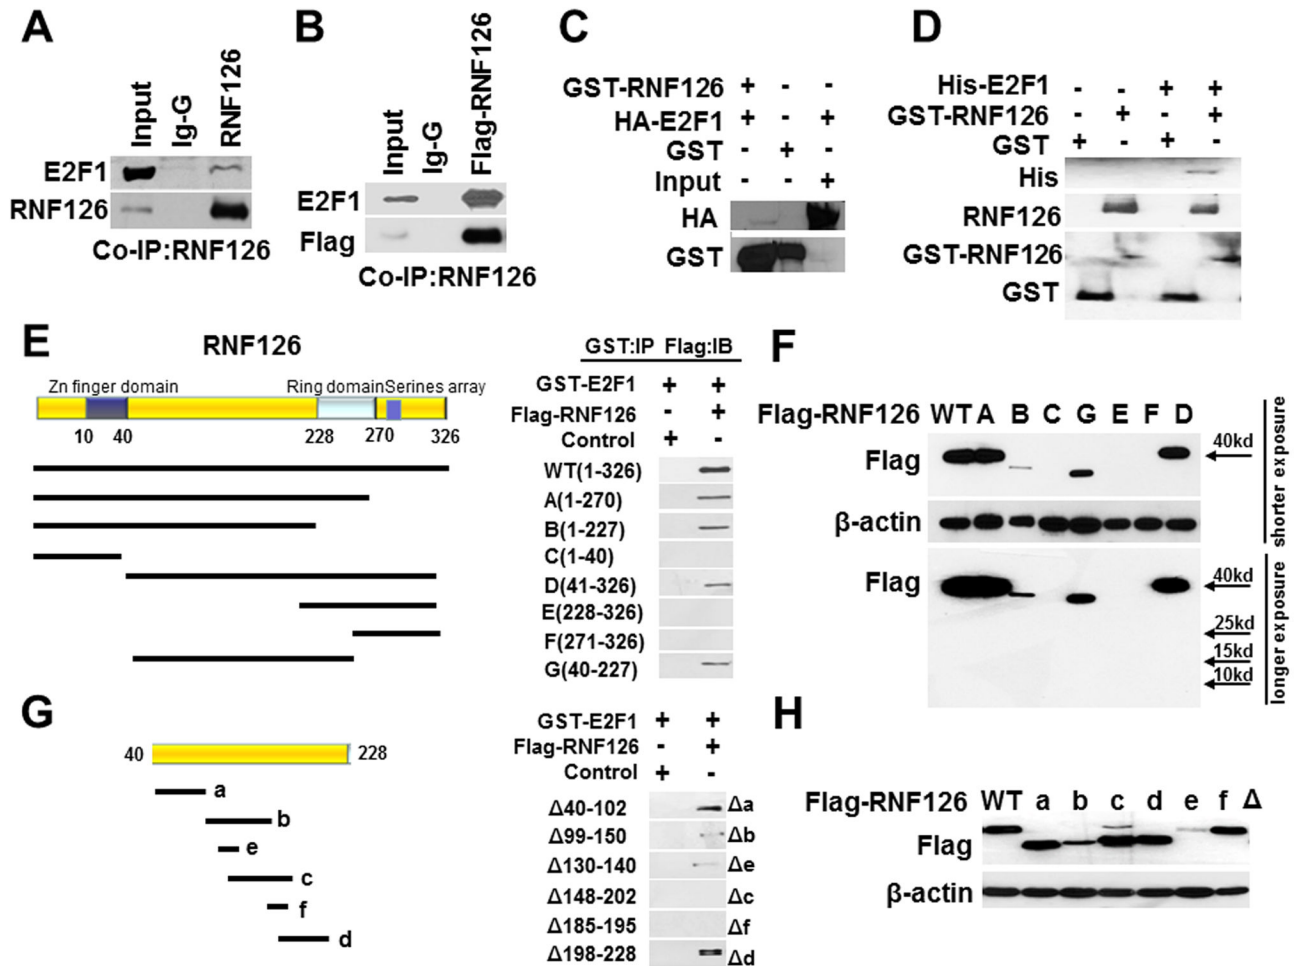 A
Input
Ig-G
RNF126
E2F1
RNF126
Co-IP:RNF126
B
Input
Ig-G
Flag-RNF126
E2F1
Flag
Co-IP:RNF126
C
GST-RNF126 + - -
HA-E2F1 + - +
GST - + -
Input - - +
HA
GST
D
His-E2F1 - - + +
GST-RNF126 - + - +
GST + - + -
His
RNF126
GST-RNF126
GST
E
RNF126
Zn finger domain
Ring domain
Serines array
10 40 228 270 326
GST:IP Flag:IB
GST-E2F1 + +
Flag-RNF126 - +
Control + -
WT(1-326)
A(1-270)
B(1-227)
C(1-40)
D(41-326)
E(228-326)
F(271-326)
G(40-227)
F
Flag-RNF126 WT A B C G E F D
Flag
40kd
β-actin
shorter exposure
Flag
40kd
25kd
15kd
10kd
longer exposure
G
40 228
a
b
e
c
f
d
GST-E2F1 + +
Flag-RNF126 - +
Control + -
Δ40-102 Δa
Δ99-150 Δb
Δ130-140 Δe
Δ148-202 Δc
Δ185-195 Δf
Δ198-228 Δd
H
Flag-RNF126 WT a b c d e f Δ
Flag
β-actin